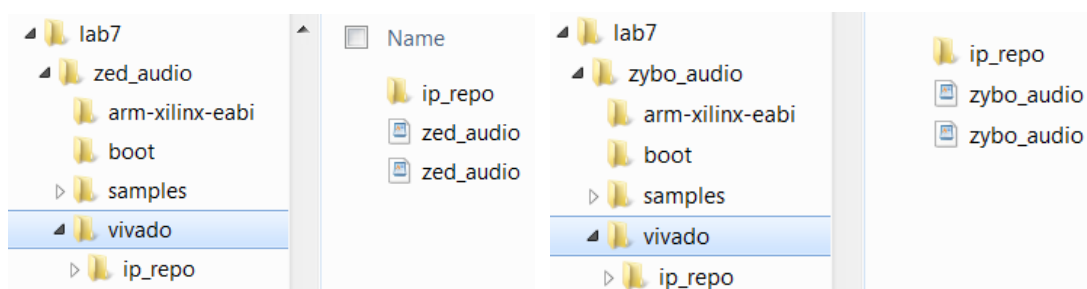 lab7
zed_audio
arm-xilinx-eabi
boot
samples
vivado
ip_repo
Name
ip_repo
zed_audio
zed_audio
lab7
zybo_audio
arm-xilinx-eabi
boot
samples
vivado
ip_repo
ip_repo
zybo_audio
zybo_audio